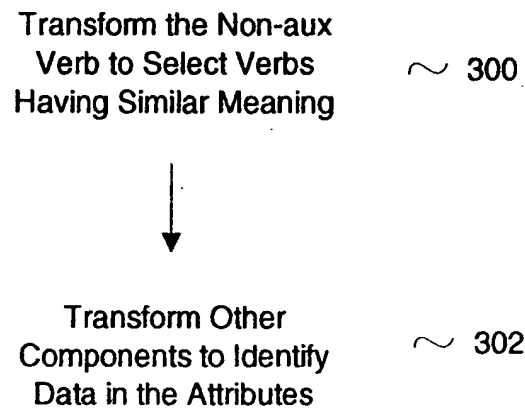 Transform the Non-aux
Verb to Select Verbs
Having Similar Meaning
~ 300
Transform Other
Components to Identify
Data in the Attributes
~ 302